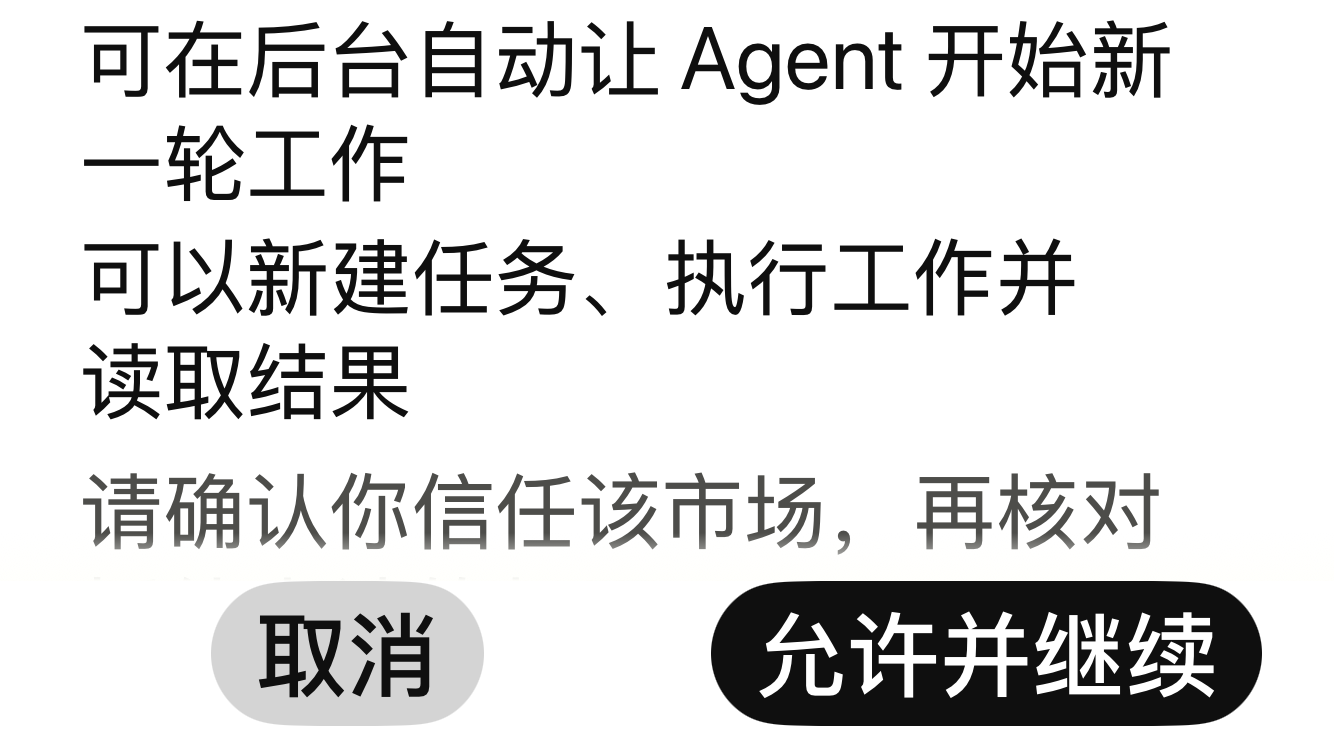 可在后台自动让 Agent 开始新
一轮工作
可以新建任务、执行工作并
读取结果
请确认你信任该市场，再核对
取消
允许并继续